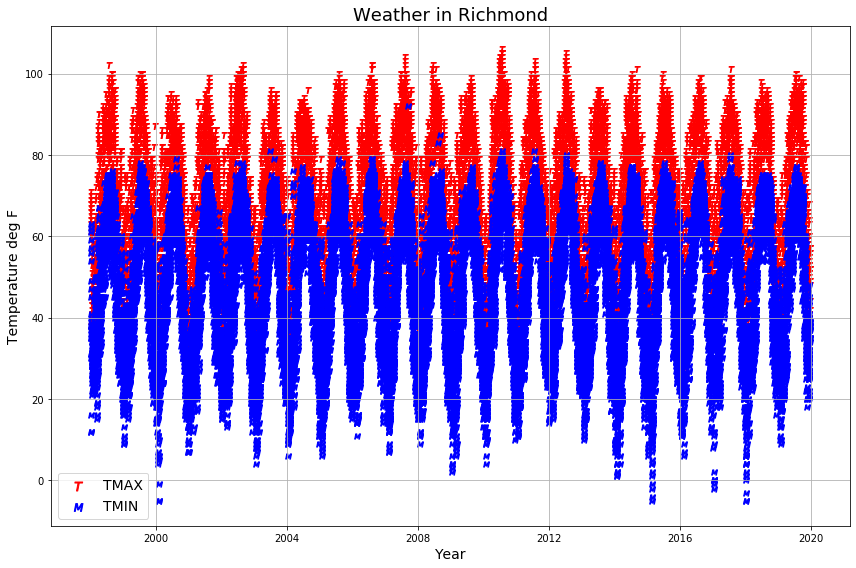 Weather in Richmond
Temperature deg F
100
80
60
40
20
0
T TMAX
M TMIN
2000 2004 2008 2012 2016 2020
Year